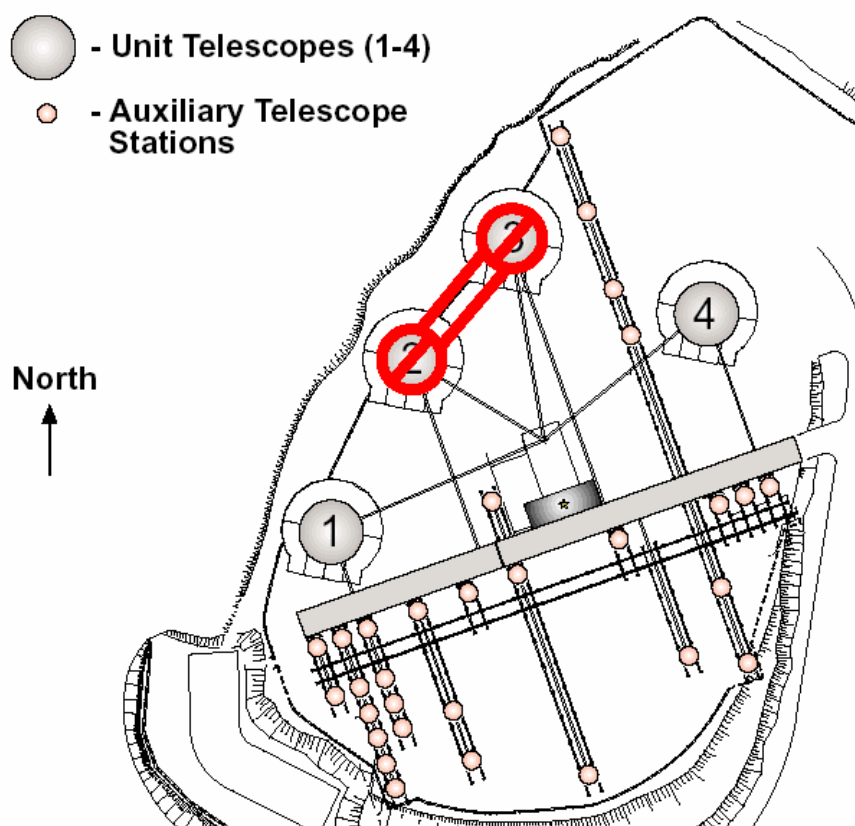 - Unit Telescopes (1-4)
- Auxiliary Telescope
Stations
3
4
2
North
1